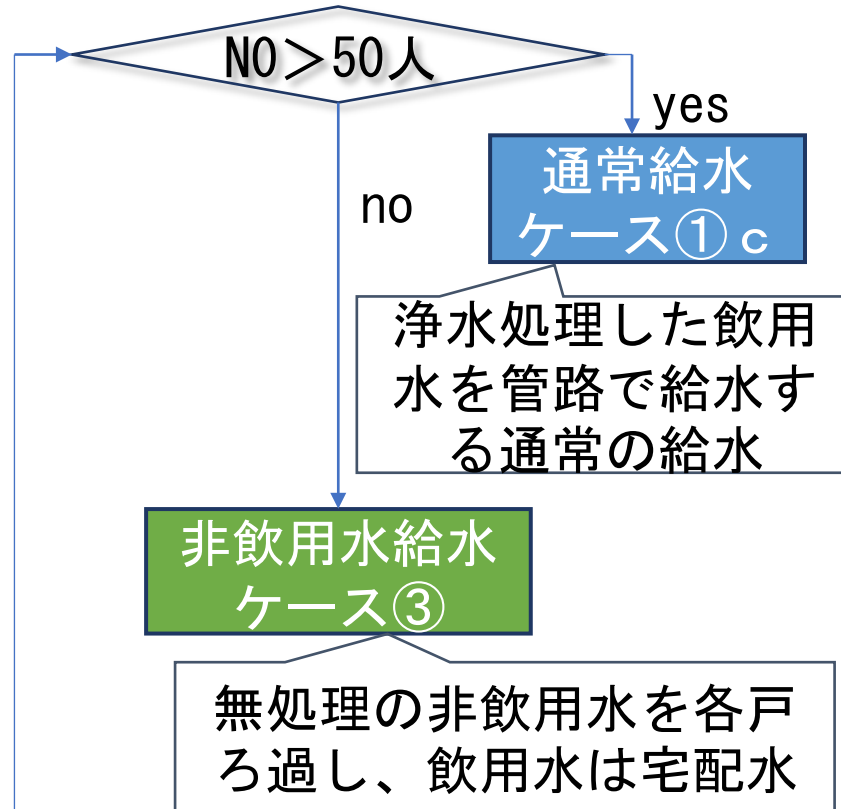 N0＞50人
yes
通常給水
ケース①ｃ
no
浄水処理した飲用
水を管路で給水す
る通常の給水
非飲用水給水
ケース③
無処理の非飲用水を各戸
ろ過し、飲用水は宅配水